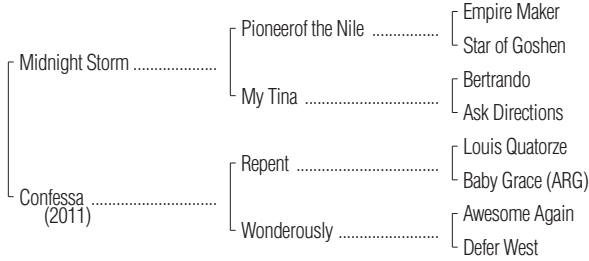 Empire Maker
Pioneerof the Nile ................
Star of Goshen
Midnight Storm ....................
Bertrando
My Tina ................................
Ask Directions
Louis Quatorze
Repent ..................................
Baby Grace (ARG)
Confessa ..............................
(2011)
Awesome Again
Wonderously ........................
Defer West